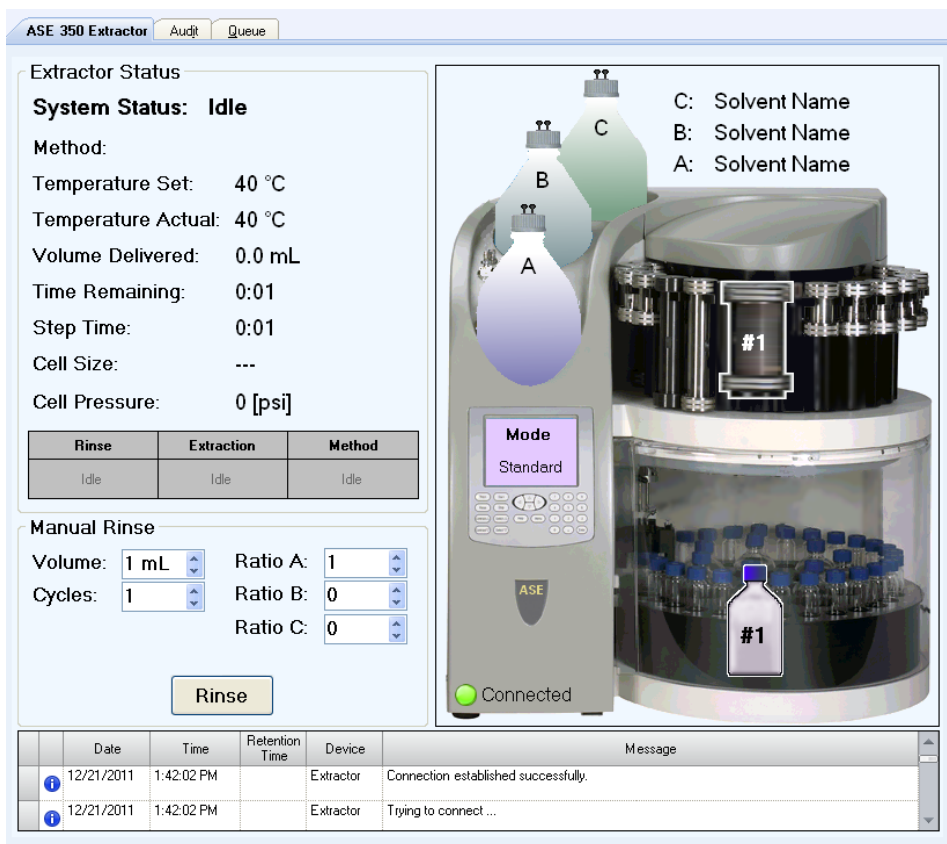 ASE 350 Extractor Audit Queue
Extractor Status
System Status: Idle
Method:
Temperature Set: 40 °C
Temperature Actual: 40 °C
Volume Delivered: 0.0 mL
Time Remaining: 0:01
Step Time: 0:01
Cell Size: ---
Cell Pressure: 0 [psi]
Rinse Extraction Method
Idle Idle Idle
Manual Rinse
Volume: 1 mL Ratio A: 1
Cycles: 1 Ratio B: 0
Ratio C: 0
Rinse
C: Solvent Name
B: Solvent Name
A: Solvent Name
C
B
A
#1
Mode
Standard
ASE
#1
Connected
Date Time Retention Time Device Message
12/21/2011 1:42:02 PM Extractor Connection established successfully.
12/21/2011 1:42:02 PM Extractor Trying to connect ...